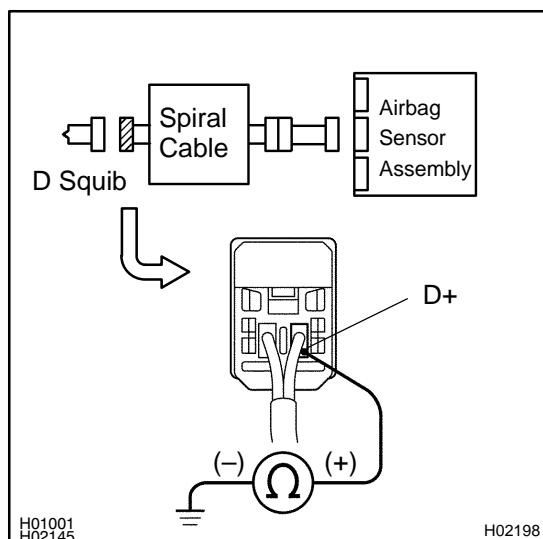 Spiral
Cable
Airbag
Sensor
Assembly
D Squib
D+
(–)
Ω
(+)
H01001
H02145
H02198